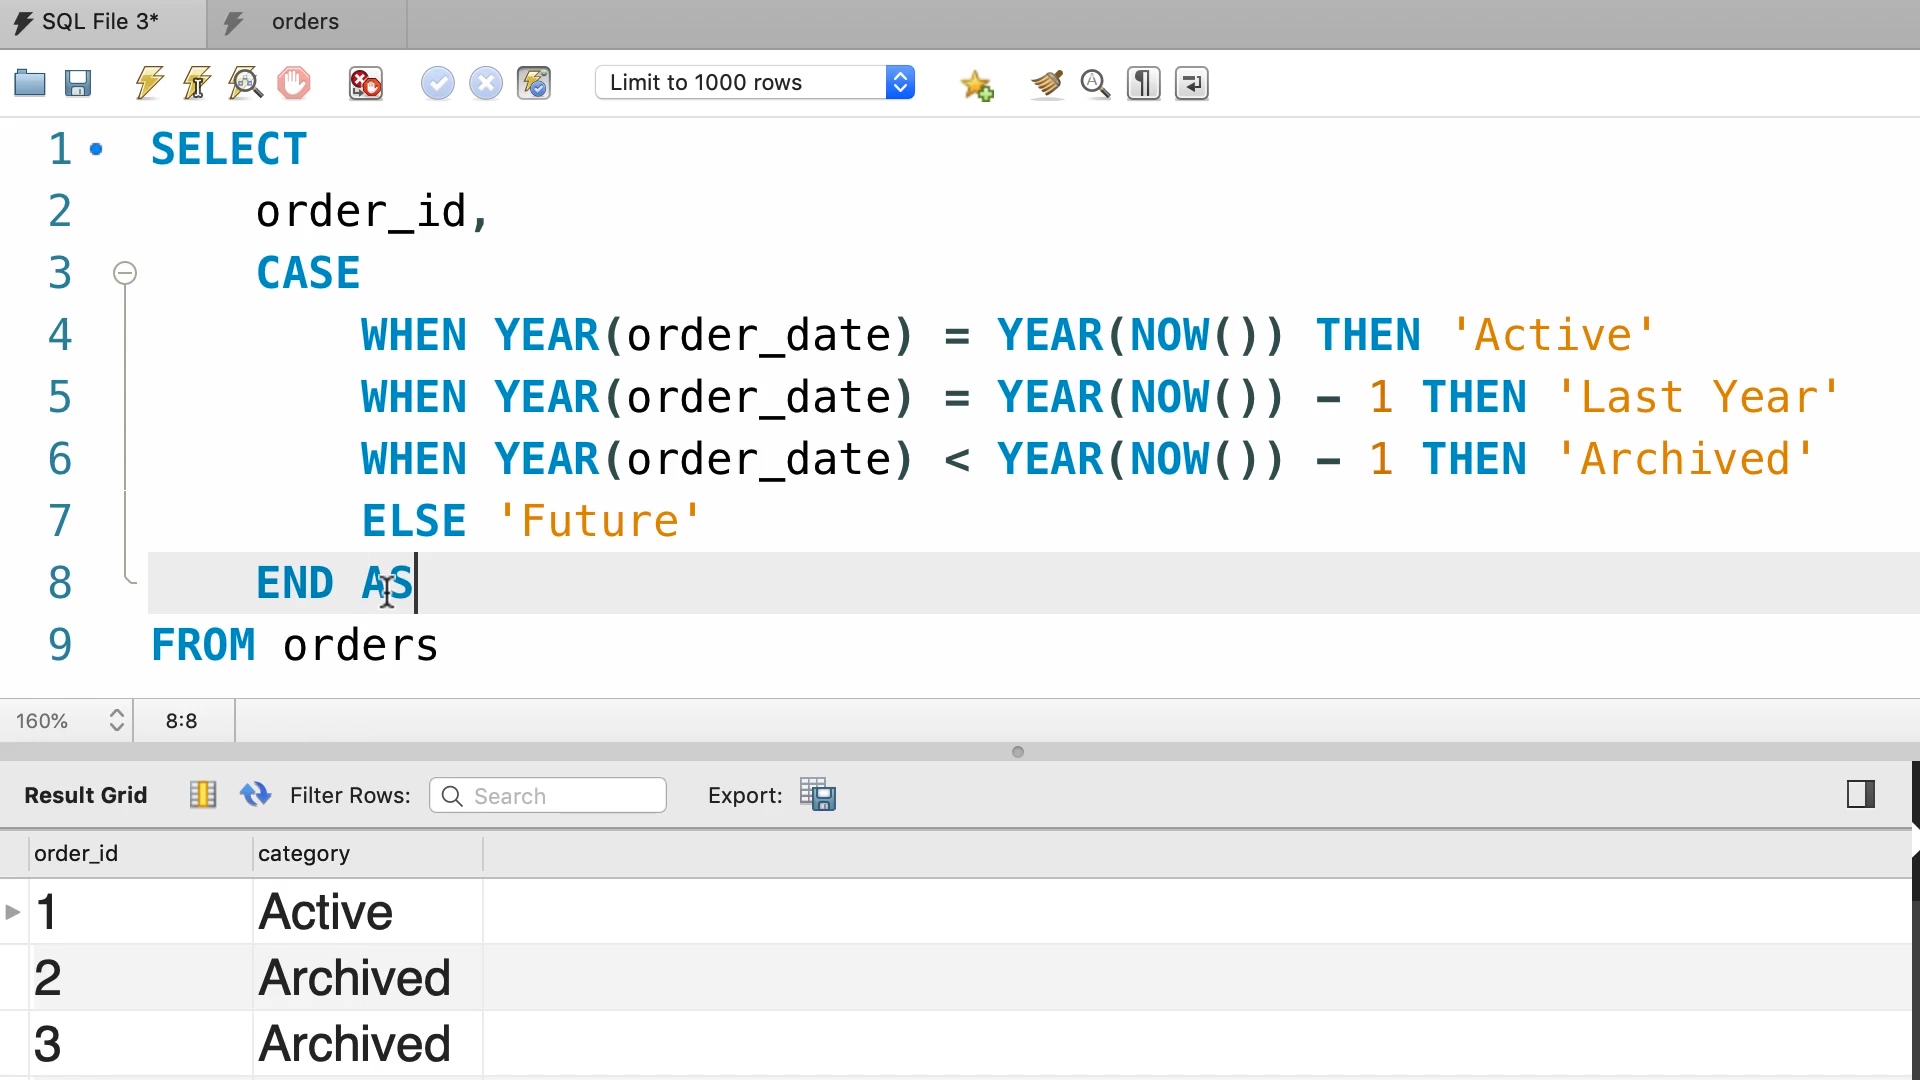 SQL File 3* orders
Limit to 1000 rows
1 SELECT
2 order_id,
3 CASE
4 WHEN YEAR(order_date) = YEAR(NOW()) THEN 'Active'
5 WHEN YEAR(order_date) = YEAR(NOW()) - 1 THEN 'Last Year'
6 WHEN YEAR(order_date) < YEAR(NOW()) - 1 THEN 'Archived'
7 ELSE 'Future'
8 END AS
9 FROM orders
160% 8:8
Result Grid Filter Rows: Search Export:
order_id category
1 Active
2 Archived
3 Archived